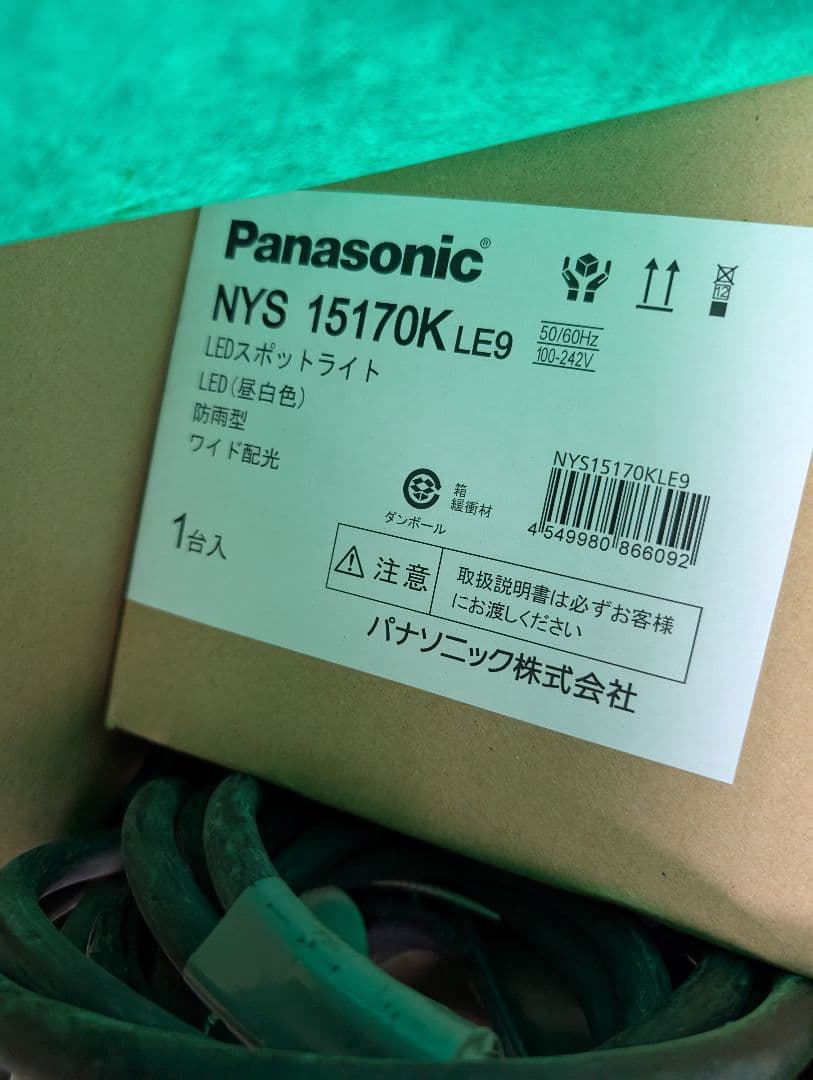 Panasonic®
NYS 15170K LE9
50/60Hz
100-242V
12
LEDスポットライト
LED(昼白色)
防雨型
ワイド配光
NYS15170KLE9
4 549980 866092
箱
緩衝材
ダンボール
1台入
注意
取扱説明書は必ずお客様
にお渡しください
パナソニック株式会社